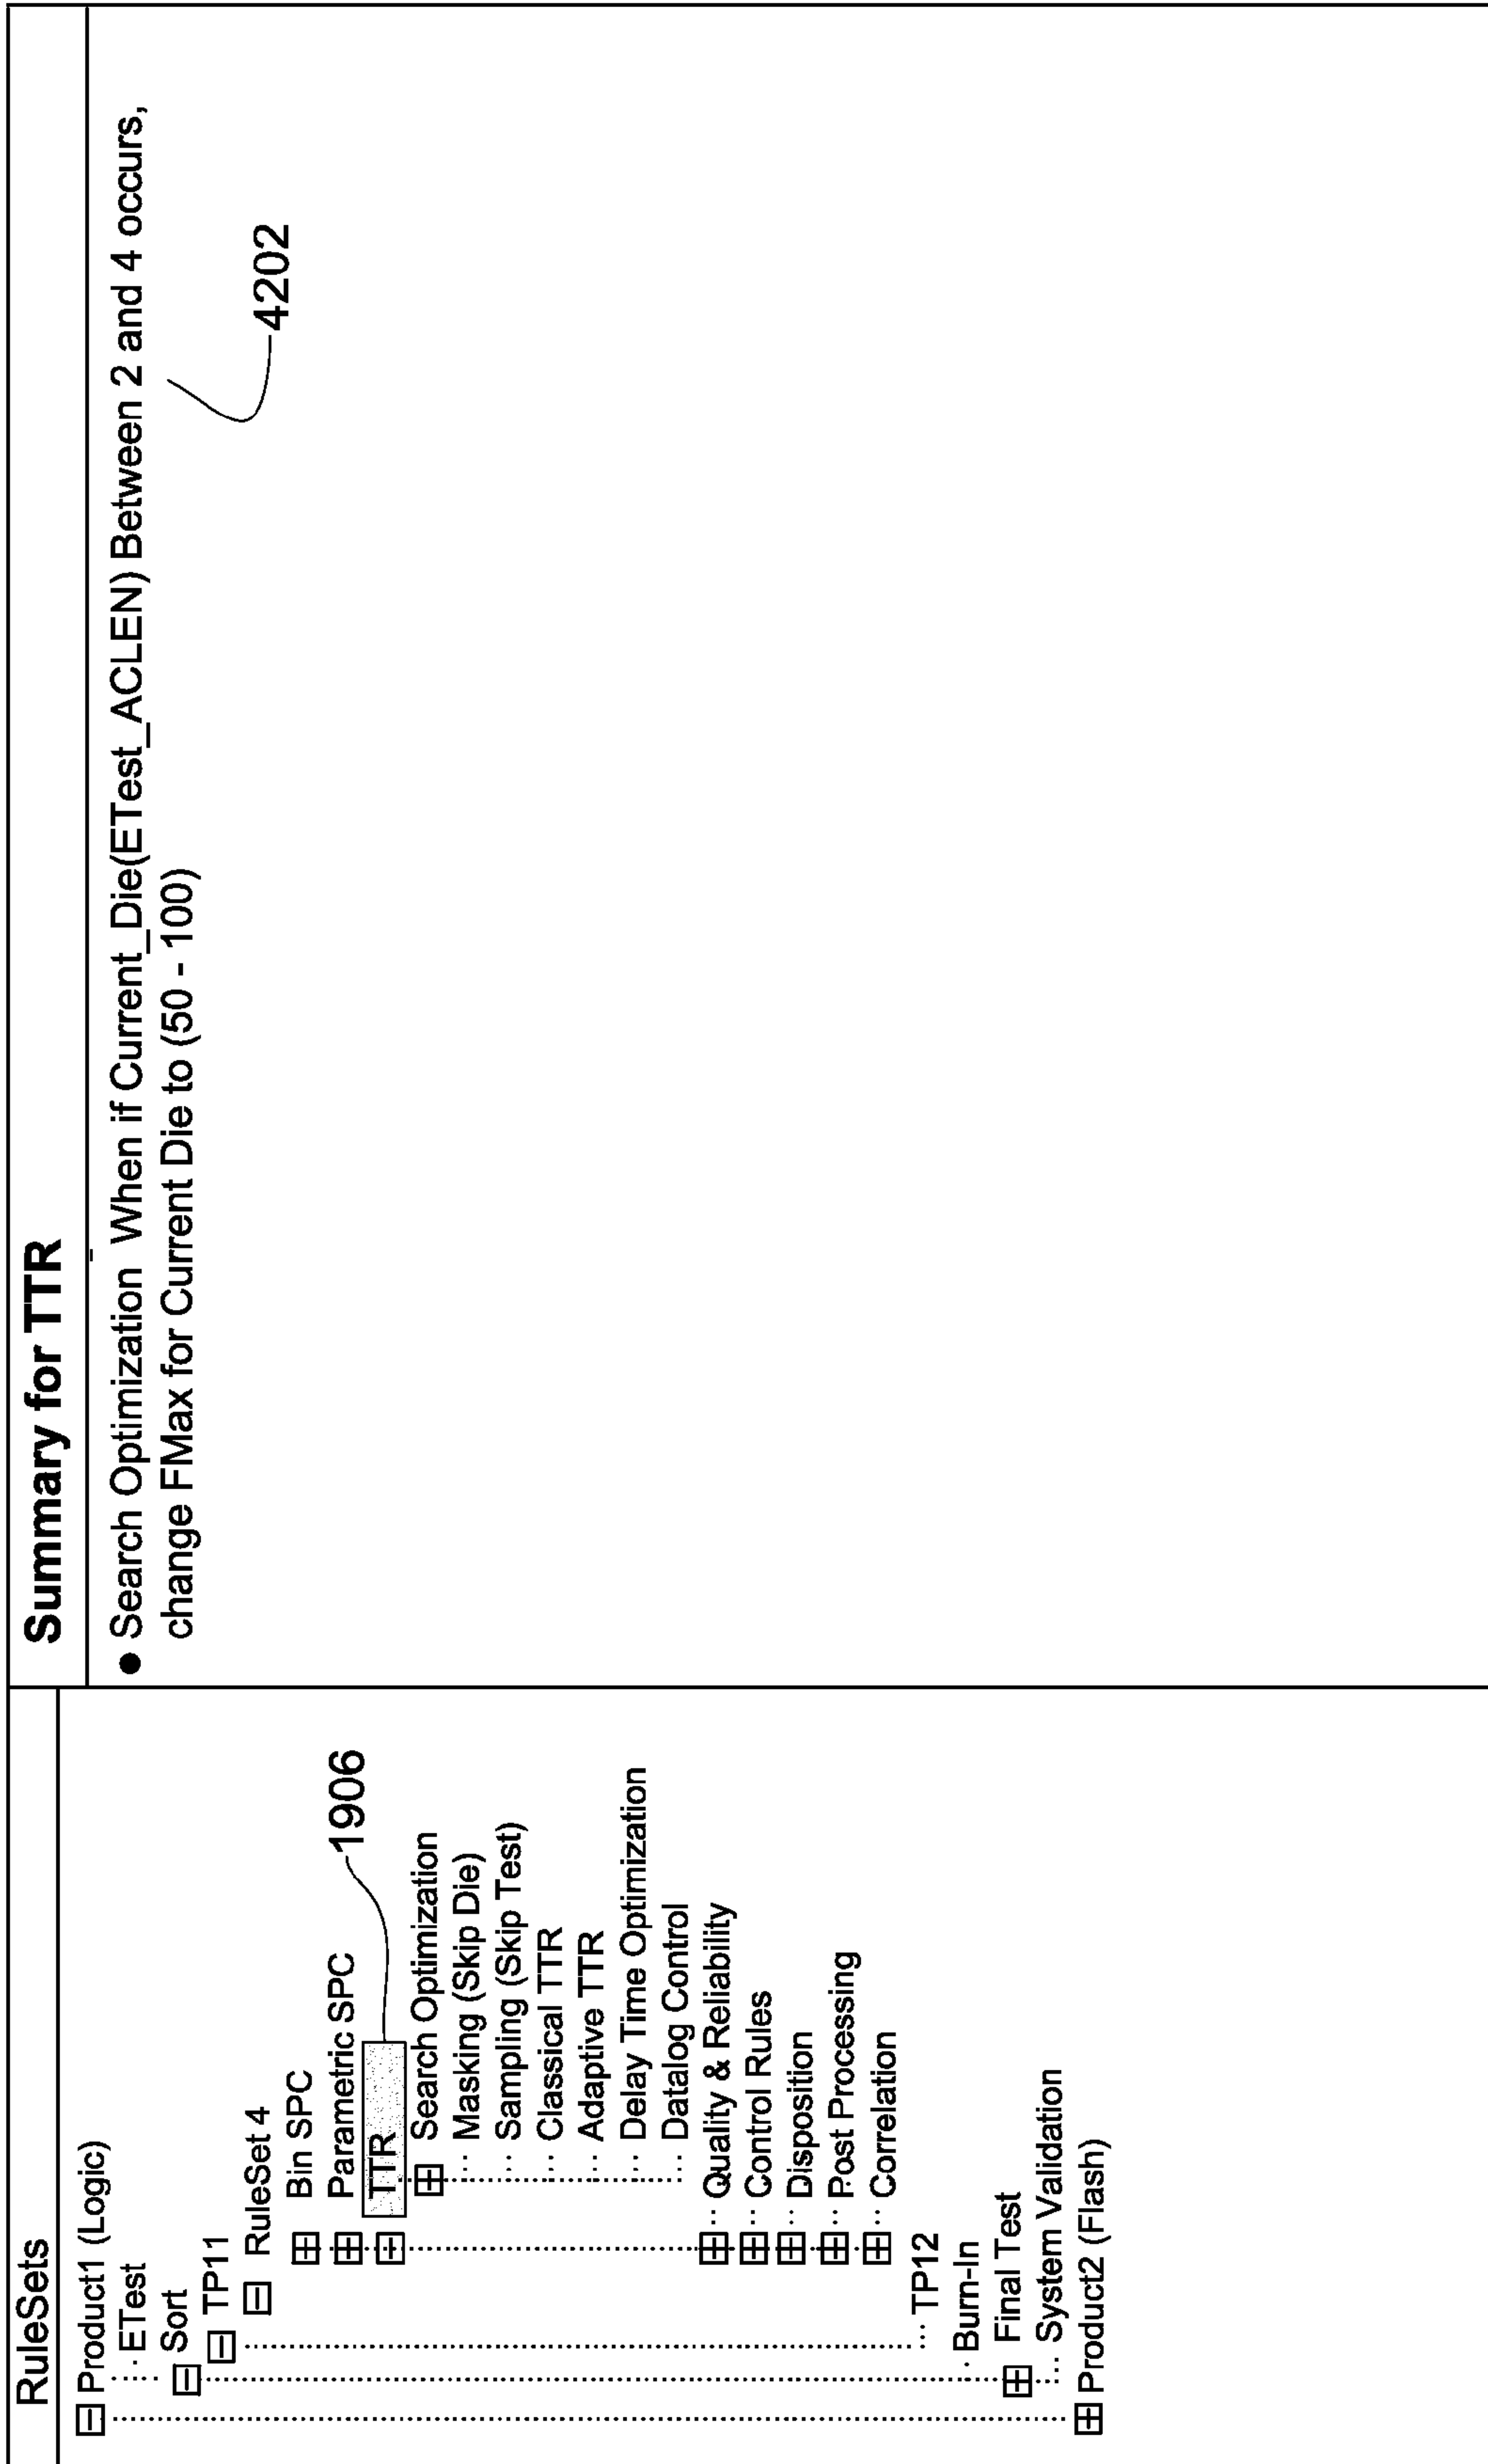 RuleSets
Product1 (Logic)
ETest
Sort
TP11
RuleSet 4
Bin SPC
Parametric SPC
TTR
1906
Search Optimization
Masking (Skip Die)
Sampling (Skip Test)
Classical TTR
Adaptive TTR
Delay Time Optimization
Datalog Control
Quality & Reliability
Control Rules
Disposition
Post Processing
Correlation
TP12
Burn-In
Final Test
System Validation
Product2 (Flash)
Summary for TTR
● Search Optimization When if Current_Die(ETest_ACLEN) Between 2 and 4 occurs,
change FMax for Current Die to (50 - 100)
4202